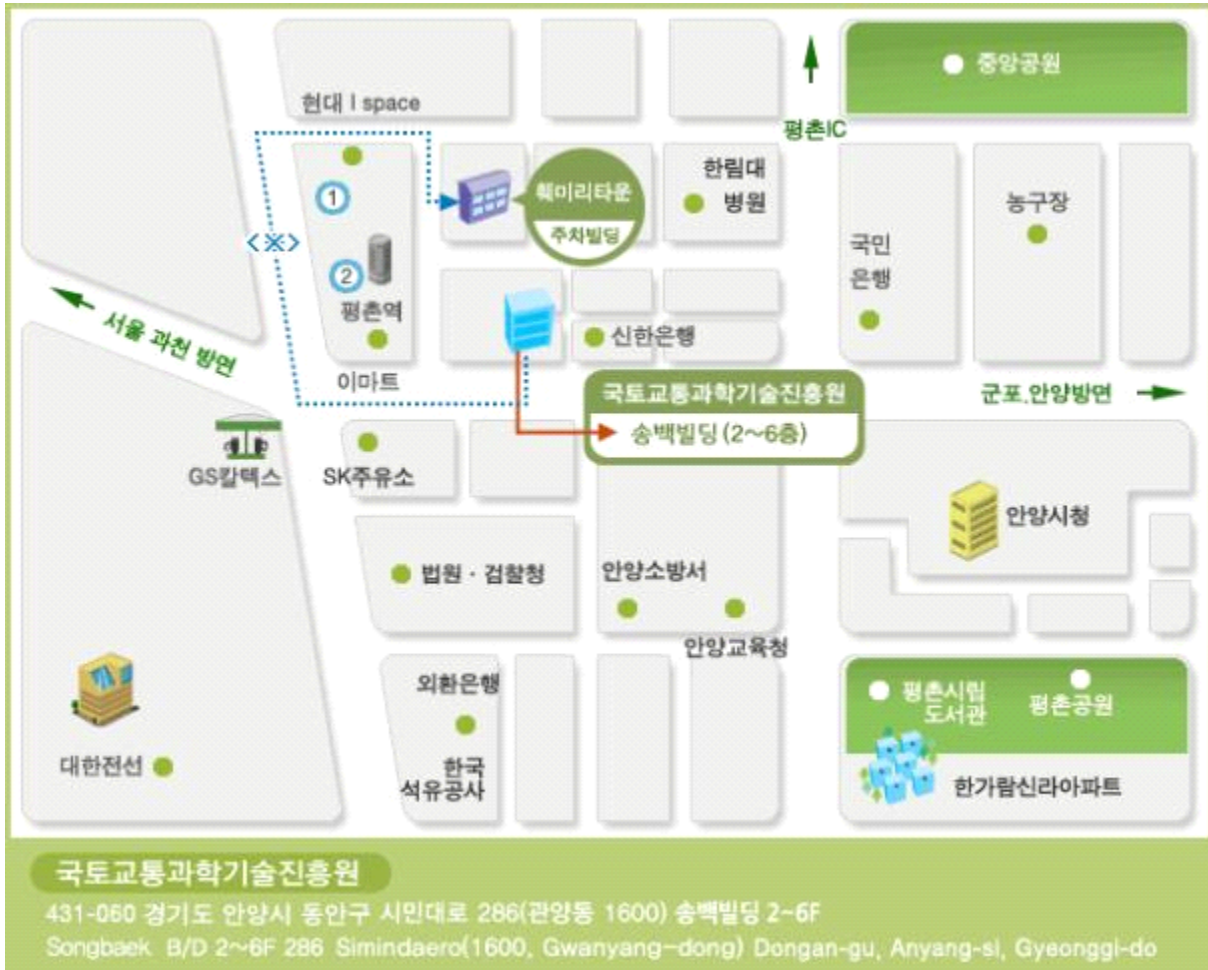 중앙공원
현대 I space
평촌IC
한림대
병원
훼미리타운
주차빌딩
농구장
1
국민
은행
<※>
2
평촌역
서울 과천 방면
신한은행
이마트
국토교통과학기술진흥원
송백빌딩 (2~6층)
군포.안양방면
GS칼텍스
SK주유소
안양시청
법원 · 검찰청
안양소방서
안양교육청
외환은행
평촌시립
도서관
평촌공원
대한전선
한국
석유공사
한가람신라아파트
국토교통과학기술진흥원
431-060 경기도 안양시 동안구 시민대로 286(관양동 1600) 송백빌딩 2~6F
Songbaek B/D 2~6F 286 Simindaero(1600, Gwanyang-dong) Dongan-gu, Anyang-si, Gyeonggi-do